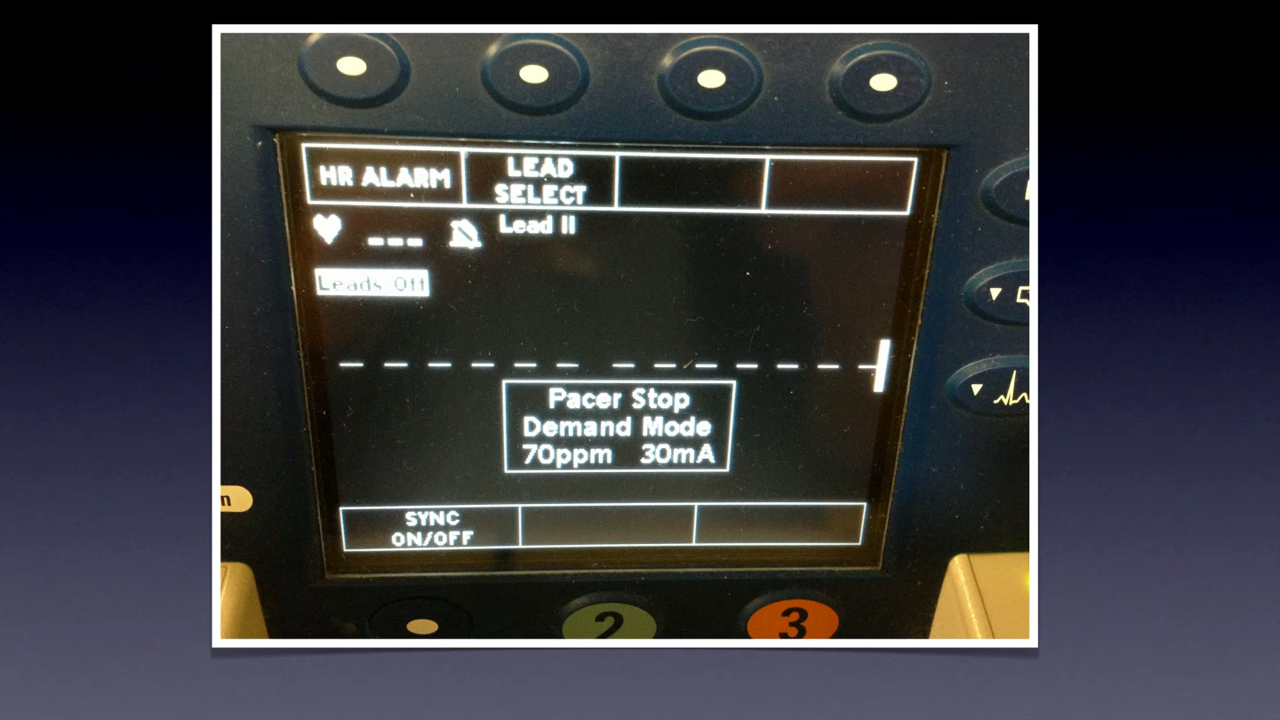 HR ALARM
LEAD
SELECT
---
Lead II
Leads Off
Pacer Stop
Demand Mode
70ppm 30mA
SYNC
ON/OFF
n
2
3